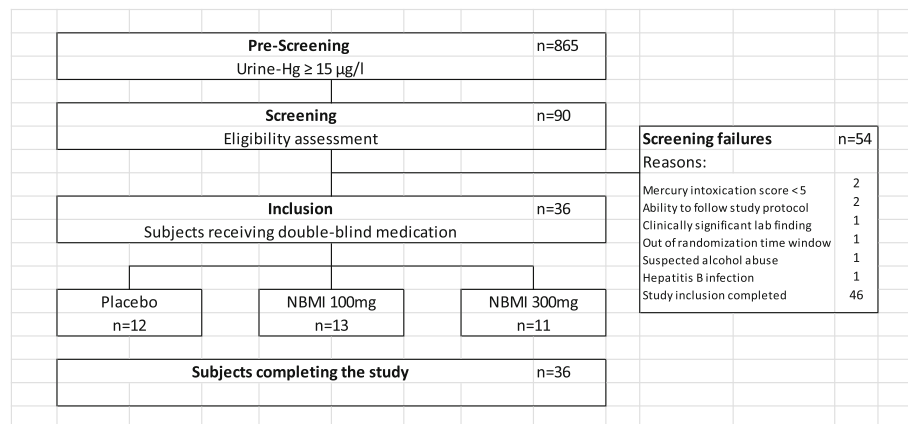 Pre-Screening n=865
Urine-Hg ≥ 15 µg/l
Screening n=90
Eligibility assessment
Screening failures n=54
Reasons:
Mercury intoxication score <5 2
Ability to follow study protocol 2
Clinically significant lab finding 1
Out of randomization time window 1
Suspected alcohol abuse 1
Hepatitis B infection 1
Study inclusion completed 46
Inclusion n=36
Subjects receiving double-blind medication
Placebo NBMI 100mg NBMI 300mg
n=12 n=13 n=11
Subjects completing the study n=36